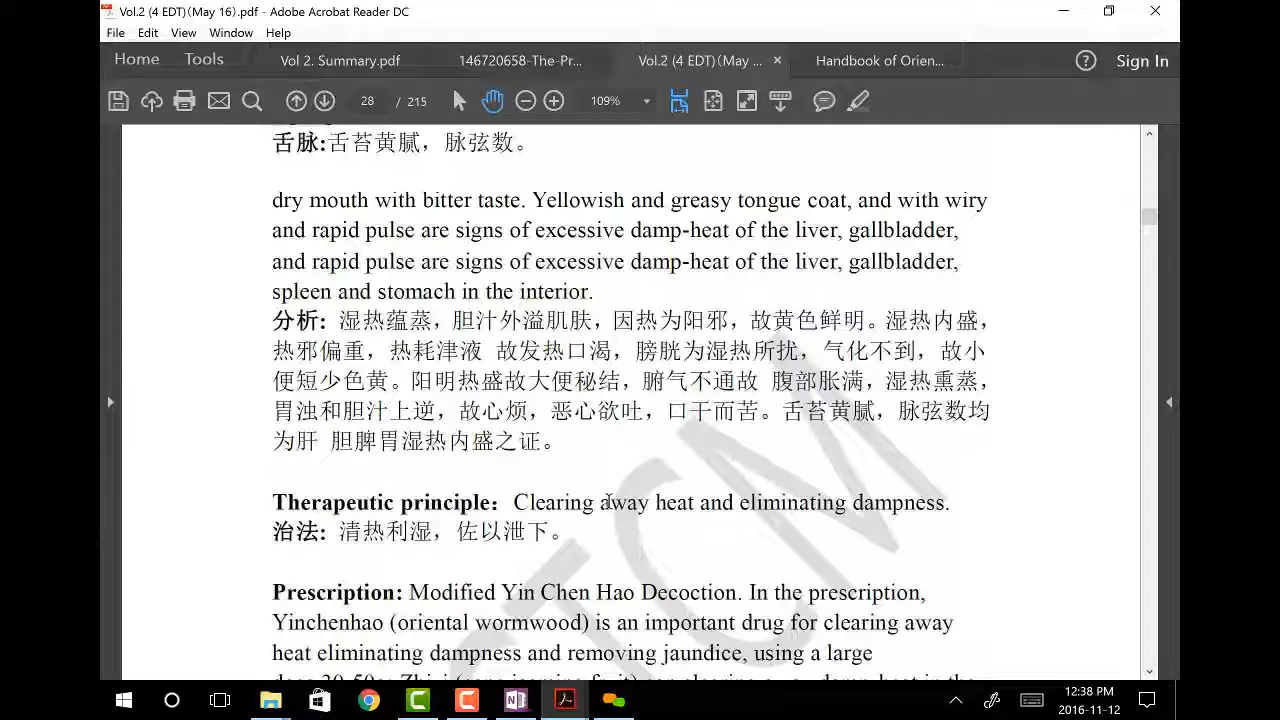 Vol.2 (4 EDT)(May 16).pdf - Adobe Acrobat Reader DC
File Edit View Window Help
Home Tools Vol 2. Summary.pdf 146720658-The-Pr... Vol.2 (4 EDT)(May ... × Handbook of Orien... ? Sign In
28 / 215 109%
舌脉:舌苔黄腻，脉弦数。
dry mouth with bitter taste. Yellowish and greasy tongue coat, and with wiry
and rapid pulse are signs of excessive damp-heat of the liver, gallbladder,
and rapid pulse are signs of excessive damp-heat of the liver, gallbladder,
spleen and stomach in the interior.
分析: 湿热蕴蒸，胆汁外溢肌肤，因热为阳邪，故黄色鲜明。湿热内盛，
热邪偏重，热耗津液 故发热口渴，膀胱为湿热所扰，气化不到，故小
便短少色黄。阳明热盛故大便秘结，腑气不通故 腹部胀满，湿热熏蒸，
胃浊和胆汁上逆，故心烦，恶心欲吐，口干而苦。舌苔黄腻，脉弦数均
为肝 胆脾胃湿热内盛之证。
Therapeutic principle： Clearing away heat and eliminating dampness.
治法: 清热利湿，佐以泄下。
Prescription: Modified Yin Chen Hao Decoction. In the prescription,
Yinchenhao (oriental wormwood) is an important drug for clearing away
heat eliminating dampness and removing jaundice, using a large
TCM
12:38 PM
2016-11-12